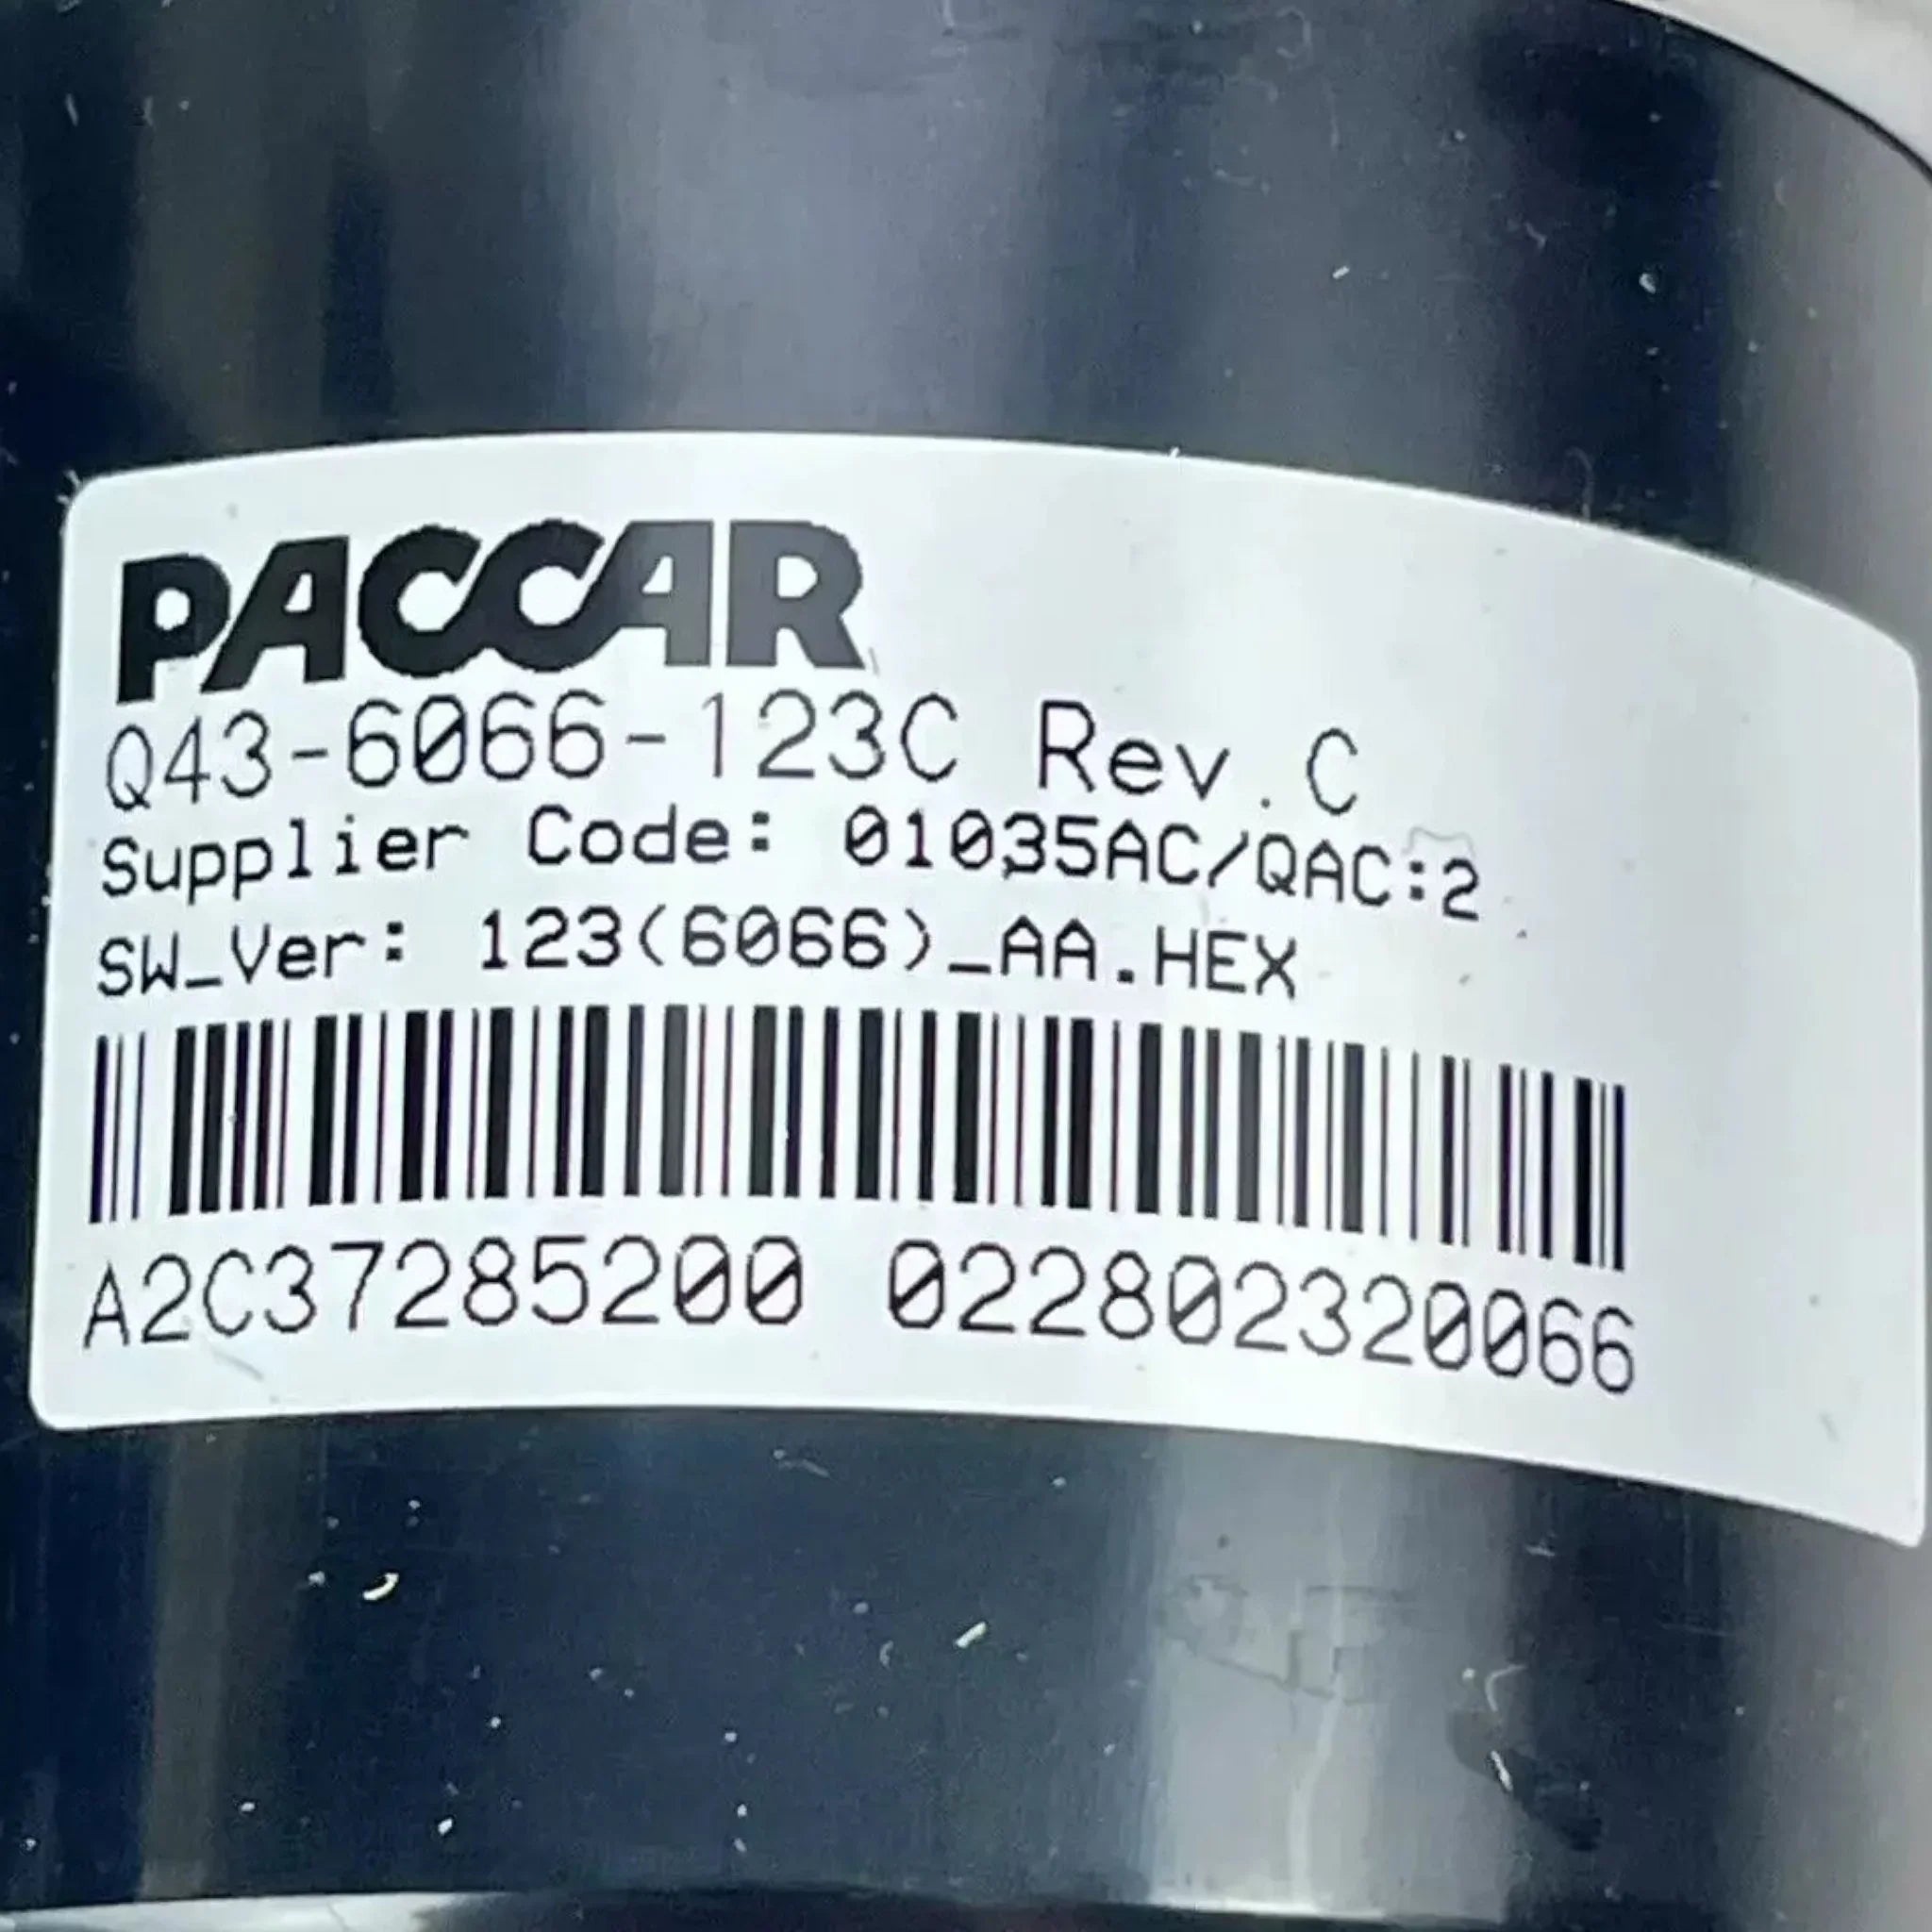 PACCAR
Q43-6066-123C Rev.C
Supplier Code: 01035AC/QAC:2
SW_Ver: 123(6066)_AA.HEX
A2C37285200 022802320066